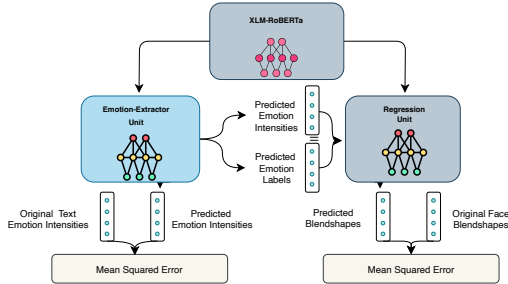 XLM-RoBERTa
Emotion-Extractor
Unit
Predicted
Emotion
Intensities
Predicted
Emotion
Labels
Regression
Unit
Original Text
Emotion Intensities
Predicted
Emotion Intensities
Predicted
Blendshapes
Original Face
Blendshapes
Mean Squared Error
Mean Squared Error